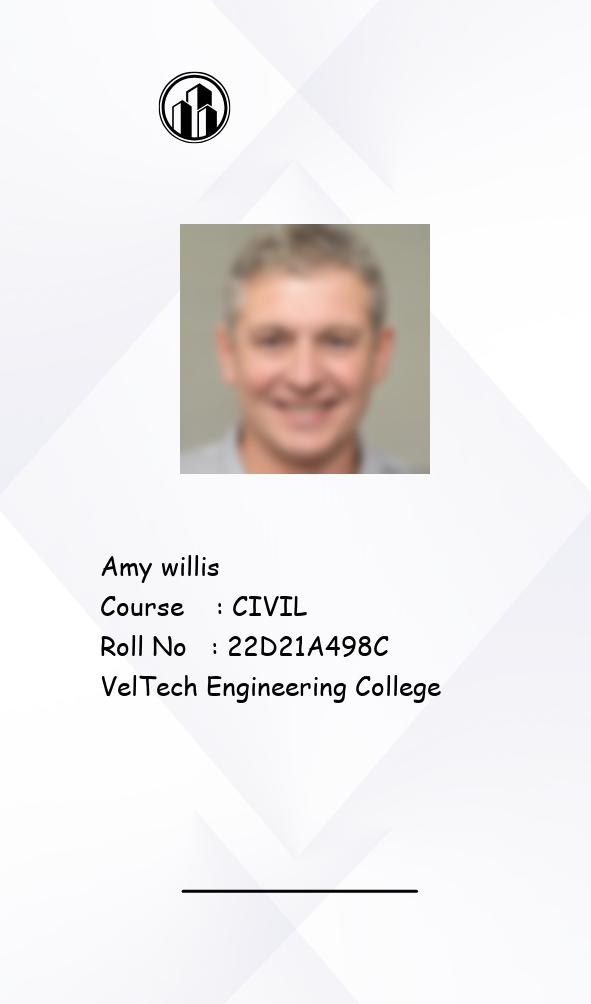 Amy willis
Course : CIVIL
Roll No : 22D21A498C
VelTech Engineering College